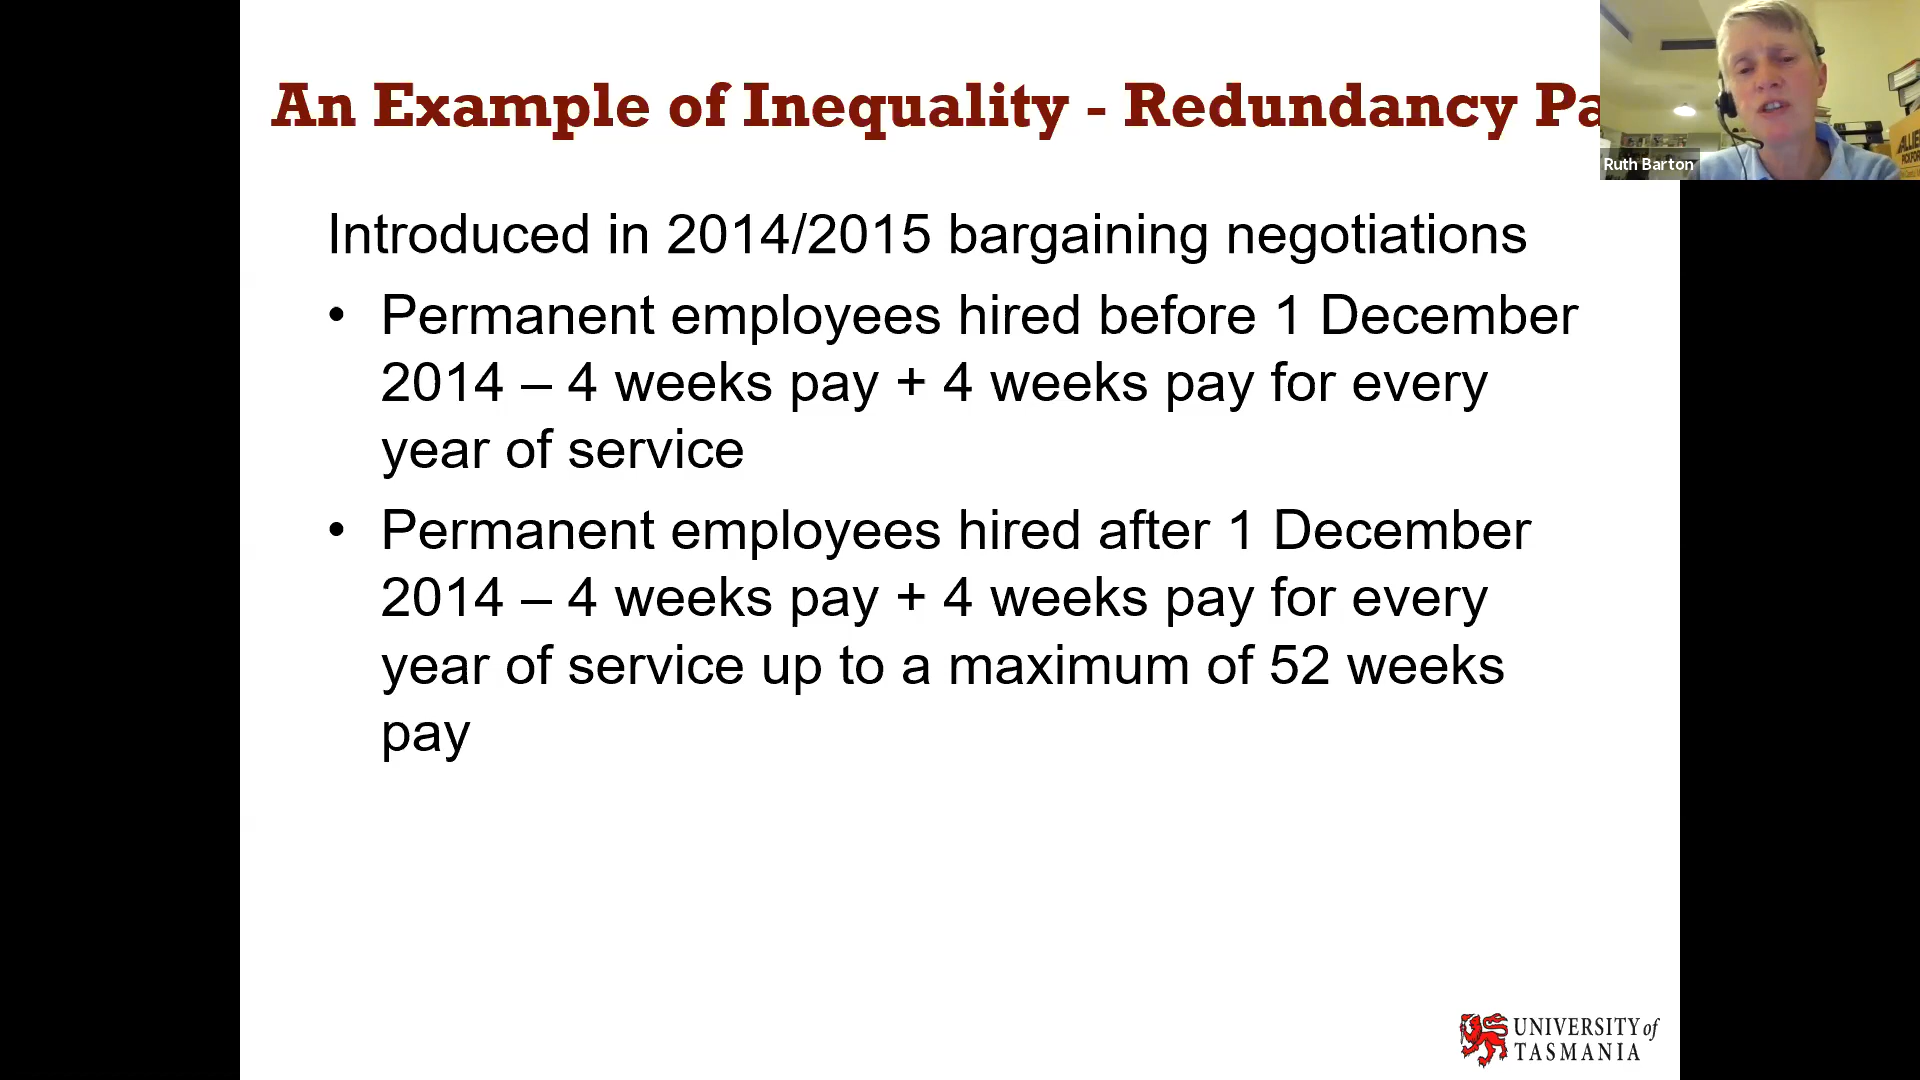 An Example of Inequality - Redundancy Pa
Ruth Barton
Introduced in 2014/2015 bargaining negotiations
• Permanent employees hired before 1 December
2014 – 4 weeks pay + 4 weeks pay for every
year of service
• Permanent employees hired after 1 December
2014 – 4 weeks pay + 4 weeks pay for every
year of service up to a maximum of 52 weeks
pay
UNIVERSITY of
TASMANIA